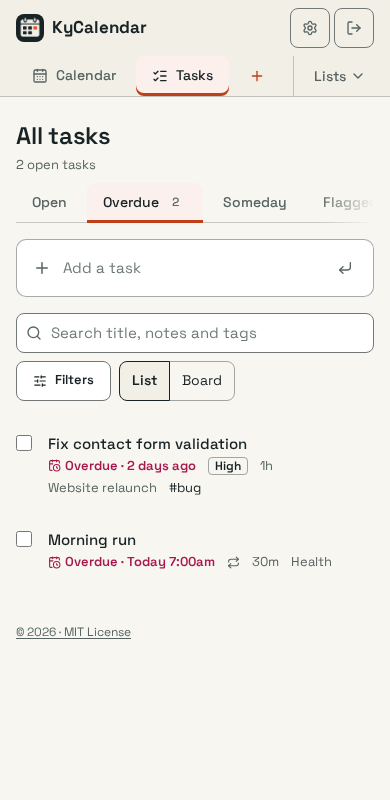 KyCalendar
Calendar
Tasks
Lists
All tasks
2 open tasks
Open
Overdue 2
Someday
Flagged
Add a task
Search title, notes and tags
Filters
List
Board
Fix contact form validation
Overdue · 2 days ago High 1h
Website relaunch #bug
Morning run
Overdue · Today 7:00am 30m Health
© 2026 · MIT License